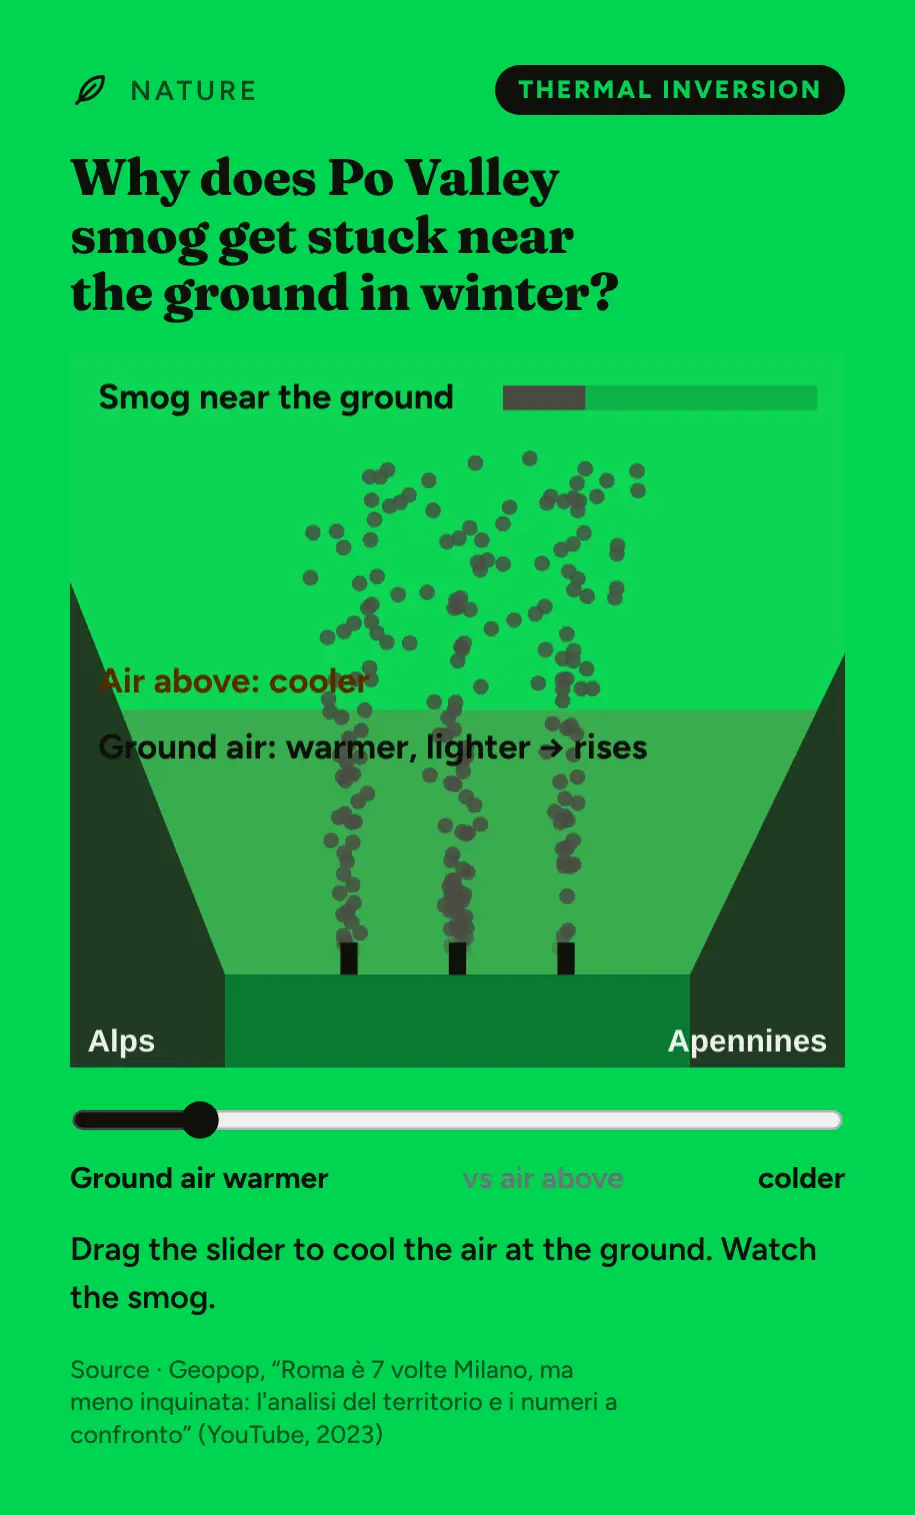 NATURE
THERMAL INVERSION
Why does Po Valley
smog get stuck near
the ground in winter?
Smog near the ground
Air above: cooler
Ground air: warmer, lighter → rises
Alps
Apennines
Ground air warmer
vs air above
colder
Drag the slider to cool the air at the ground. Watch
the smog.
Source · Geopop, “Roma è 7 volte Milano, ma
meno inquinata: l'analisi del territorio e i numeri a
confronto” (YouTube, 2023)